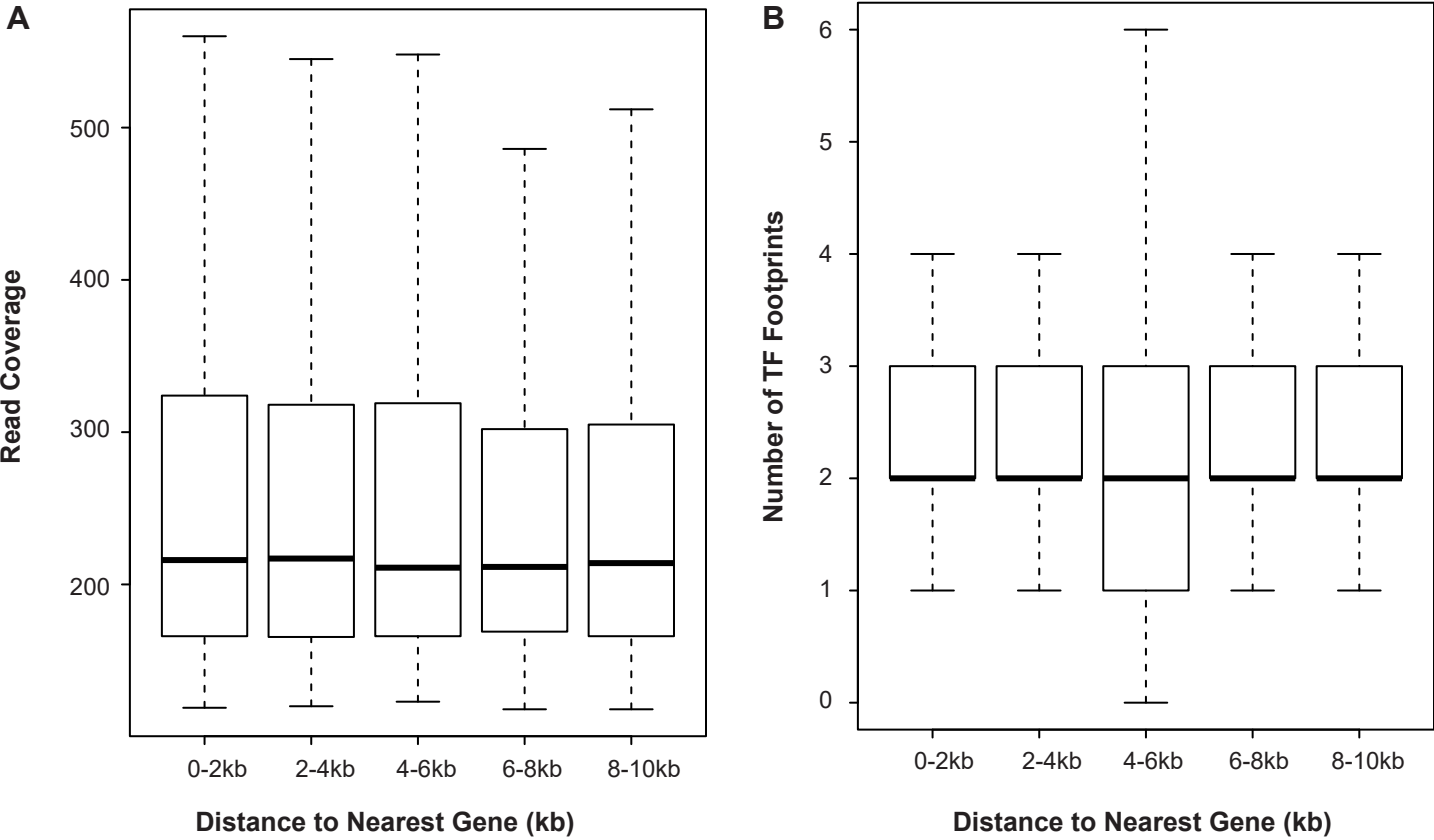 A
Read Coverage
500
400
300
200
0-2kb 2-4kb 4-6kb 6-8kb 8-10kb
Distance to Nearest Gene (kb)
B
Number of TF Footprints
6
5
4
3
2
1
0
0-2kb 2-4kb 4-6kb 6-8kb 8-10kb
Distance to Nearest Gene (kb)